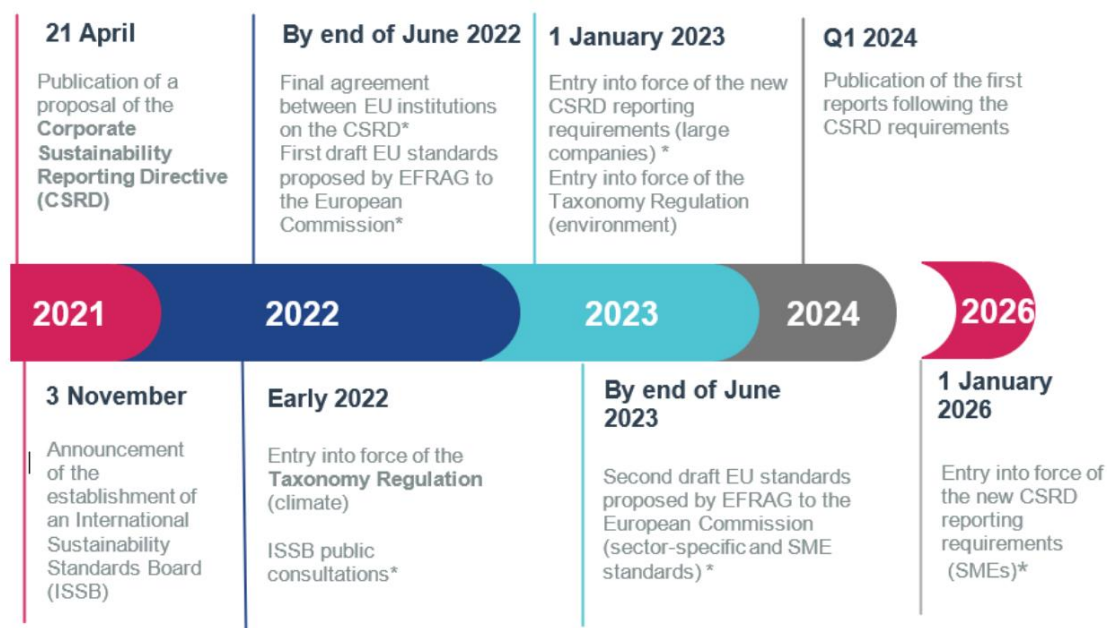 21 April
Publication of a
proposal of the
Corporate
Sustainability
Reporting Directive
(CSRD)
By end of June 2022
Final agreement
between EU institutions
on the CSRD*
First draft EU standards
proposed by EFRAG to
the European
Commission*
1 January 2023
Entry into force of the new
CSRD reporting
requirements (large
companies) *
Entry into force of the
Taxonomy Regulation
(environment)
Q1 2024
Publication of the first
reports following the
CSRD requirements
2021
2022
2023
2024
2026
3 November
Announcement
of the
establishment of
an International
Sustainability
Standards Board
(ISSB)
Early 2022
Entry into force of the
Taxonomy Regulation
(climate)
ISSB public
consultations*
By end of June
2023
Second draft EU standards
proposed by EFRAG to the
European Commission
(sector-specific and SME
standards) *
1 January
2026
Entry into force of
the new CSRD
reporting
requirements
(SMEs)*